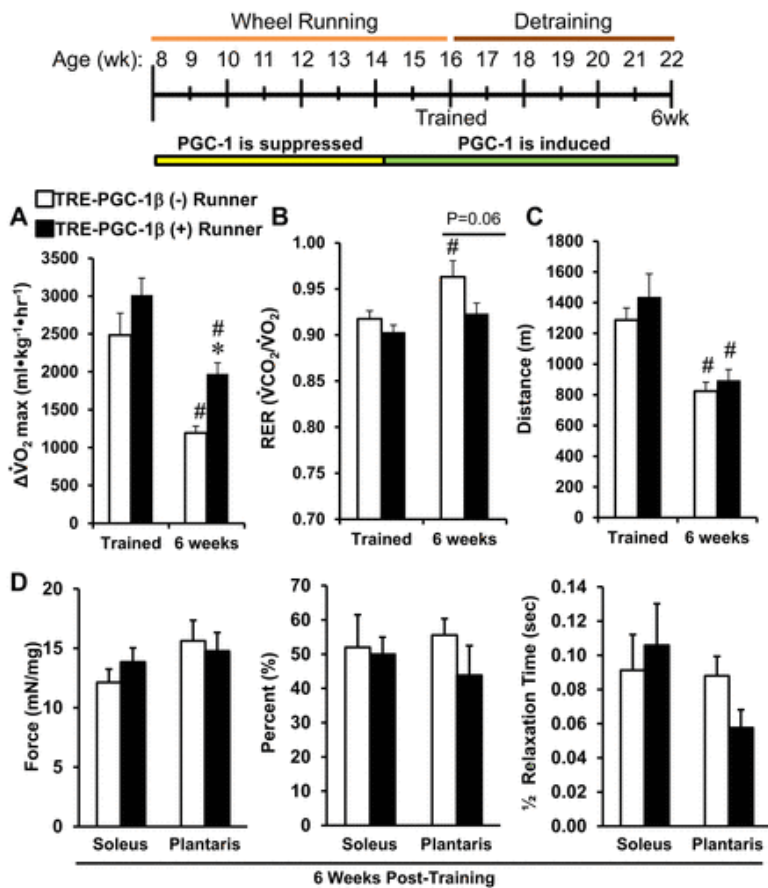 Wheel Running Detraining
Age (wk): 8 9 10 11 12 13 14 15 16 17 18 19 20 21 22
Trained 6wk
PGC-1 is suppressed PGC-1 is induced
TRE-PGC-1β (-) Runner
TRE-PGC-1β (+) Runner
A
ΔV̇O₂ max (ml•kg⁻¹•hr⁻¹)
3500
3000
2500
2000
1500
1000
500
0
#
#
*
Trained 6 weeks
B
P=0.06
RER (V̇CO₂/V̇O₂)
1.00
0.95
0.90
0.85
0.80
0.75
0.70
#
Trained 6 weeks
C
Distance (m)
1800
1600
1400
1200
1000
800
600
400
200
0
# #
Trained 6 weeks
D
Force (mN/mg)
20
15
10
5
0
Soleus Plantaris
Percent (%)
70
60
50
40
30
20
10
0
Soleus Plantaris
½ Relaxation Time (sec)
0.14
0.12
0.10
0.08
0.06
0.04
0.02
0.00
Soleus Plantaris
6 Weeks Post-Training